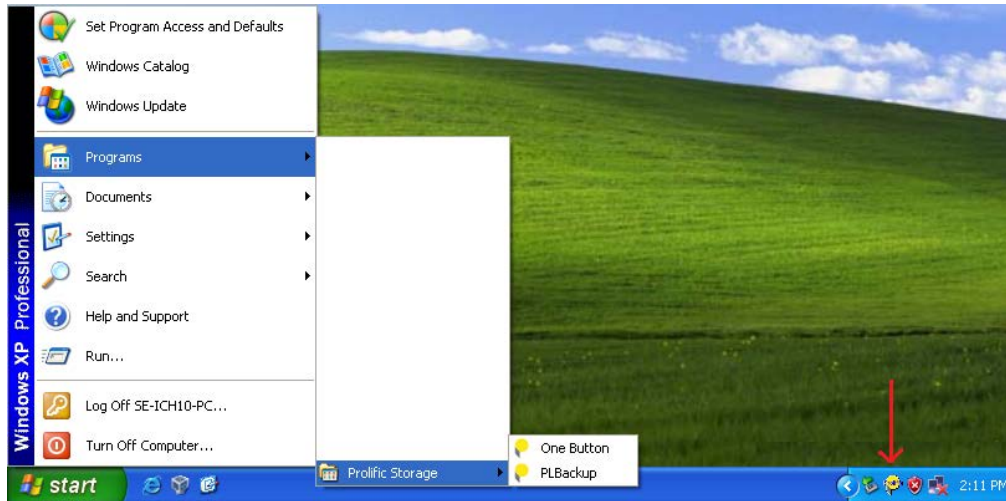 Set Program Access and Defaults
Windows Catalog
Windows Update
Programs
Documents
Settings
Search
Help and Support
Run...
Log Off SE-ICH10-PC...
Turn Off Computer...
Windows XP Professional
Prolific Storage
One Button
PLBackup
start
2:11 PM